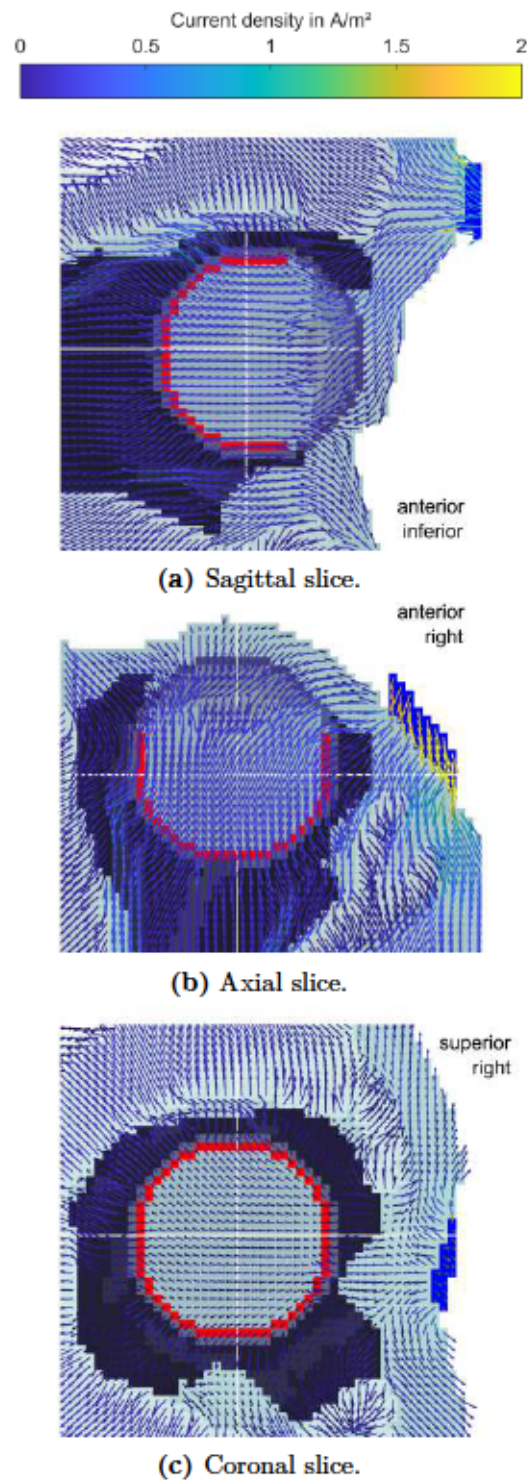 Current density in A/m²
0 0.5 1 1.5 2
anterior
inferior
(a) Sagittal slice.
anterior
right
(b) Axial slice.
superior
right
(c) Coronal slice.